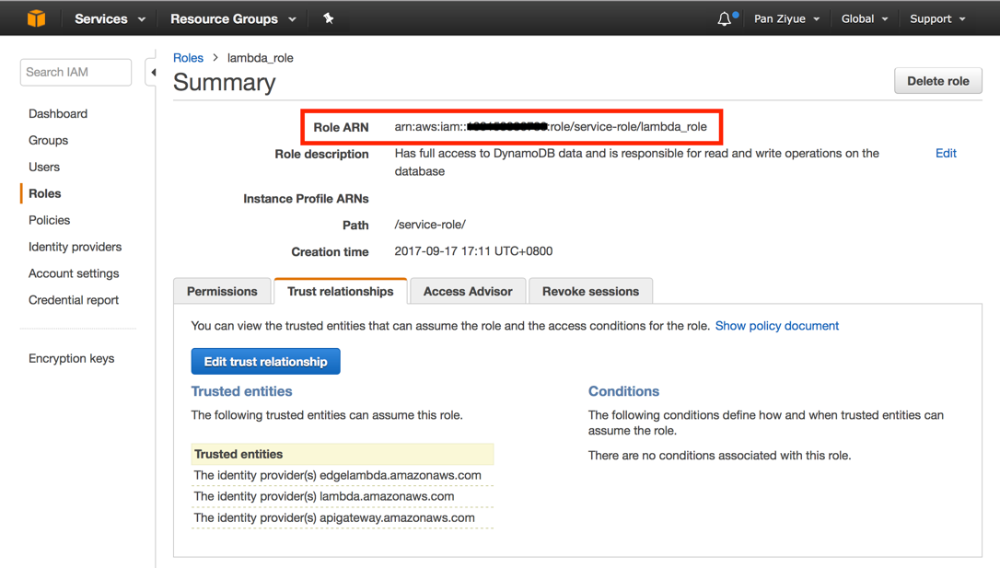 Services Resource Groups Pan Ziyue Global Support
Search IAM
Dashboard
Groups
Users
Roles
Policies
Identity providers
Account settings
Credential report
Encryption keys
Roles > lambda_role
Summary
Delete role
Role ARN arn:aws:iam:: :role/service-role/lambda_role
Role description Has full access to DynamoDB data and is responsible for read and write operations on the
database
Edit
Instance Profile ARNs
Path /service-role/
Creation time 2017-09-17 17:11 UTC+0800
Permissions Trust relationships Access Advisor Revoke sessions
You can view the trusted entities that can assume the role and the access conditions for the role. Show policy document
Edit trust relationship
Trusted entities
The following trusted entities can assume this role.
Trusted entities
The identity provider(s) edgelambda.amazonaws.com
The identity provider(s) lambda.amazonaws.com
The identity provider(s) apigateway.amazonaws.com
Conditions
The following conditions define how and when trusted entities can
assume the role.
There are no conditions associated with this role.